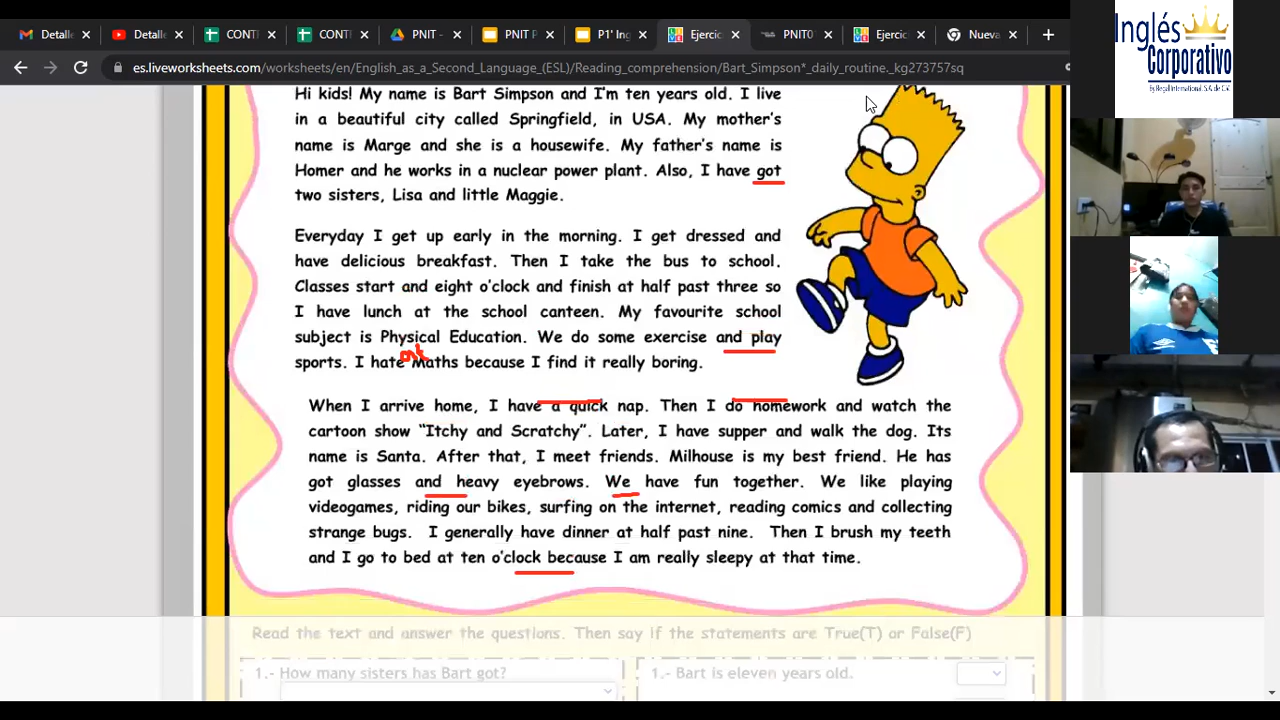 Detalle
Detalle
CONTI
CONTI
PNIT -
PNIT P
P1' Ing
Ejercic
PNIT0
Ejercic
Nueva
es.liveworksheets.com/worksheets/en/English_as_a_Second_Language_(ESL)/Reading_comprehension/Bart_Simpson*_daily_routine._kg273757sq
Inglés
Corporativo
By Regal International, S.A. de C.V.
Hi kids! My name is Bart Simpson and I'm ten years old. I live
in a beautiful city called Springfield, in USA. My mother's
name is Marge and she is a housewife. My father's name is
Homer and he works in a nuclear power plant. Also, I have got
two sisters, Lisa and little Maggie.
Everyday I get up early in the morning. I get dressed and
have delicious breakfast. Then I take the bus to school.
Classes start and eight o'clock and finish at half past three so
I have lunch at the school canteen. My favourite school
subject is Physical Education. We do some exercise and play
sports. I hate Maths because I find it really boring.
When I arrive home, I have a quick nap. Then I do homework and watch the
cartoon show "Itchy and Scratchy". Later, I have supper and walk the dog. Its
name is Santa. After that, I meet friends. Milhouse is my best friend. He has
got glasses and heavy eyebrows. We have fun together. We like playing
videogames, riding our bikes, surfing on the internet, reading comics and collecting
strange bugs. I generally have dinner at half past nine. Then I brush my teeth
and I go to bed at ten o'clock because I am really sleepy at that time.
Read the text and answer the questions. Then say if the statements are True(T) or False(F)
1.- How many sisters has Bart got?
1.- Bart is eleven years old.